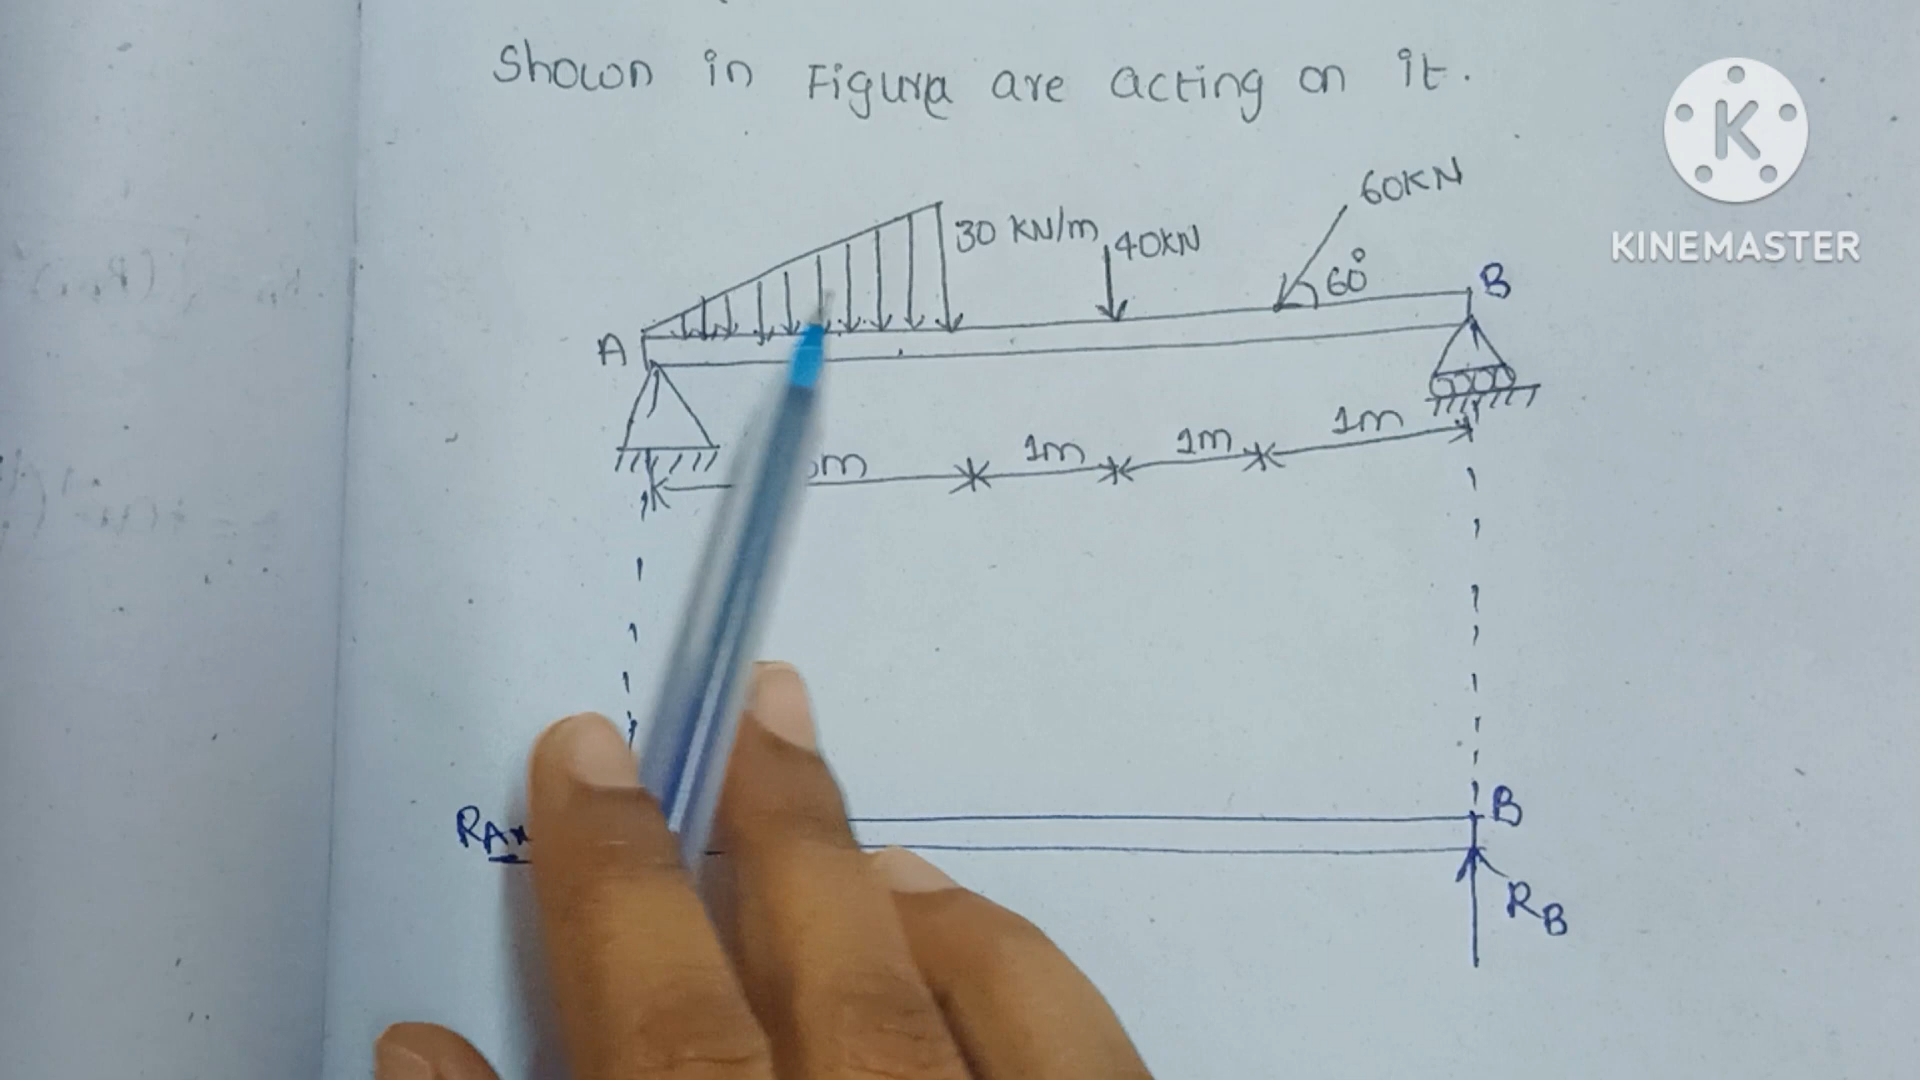 Shown in Figure are acting on it.
60KN
30 KN/m
40KN
60°
A
B
1m
1m
1m
B
RB
K
KINEMASTER